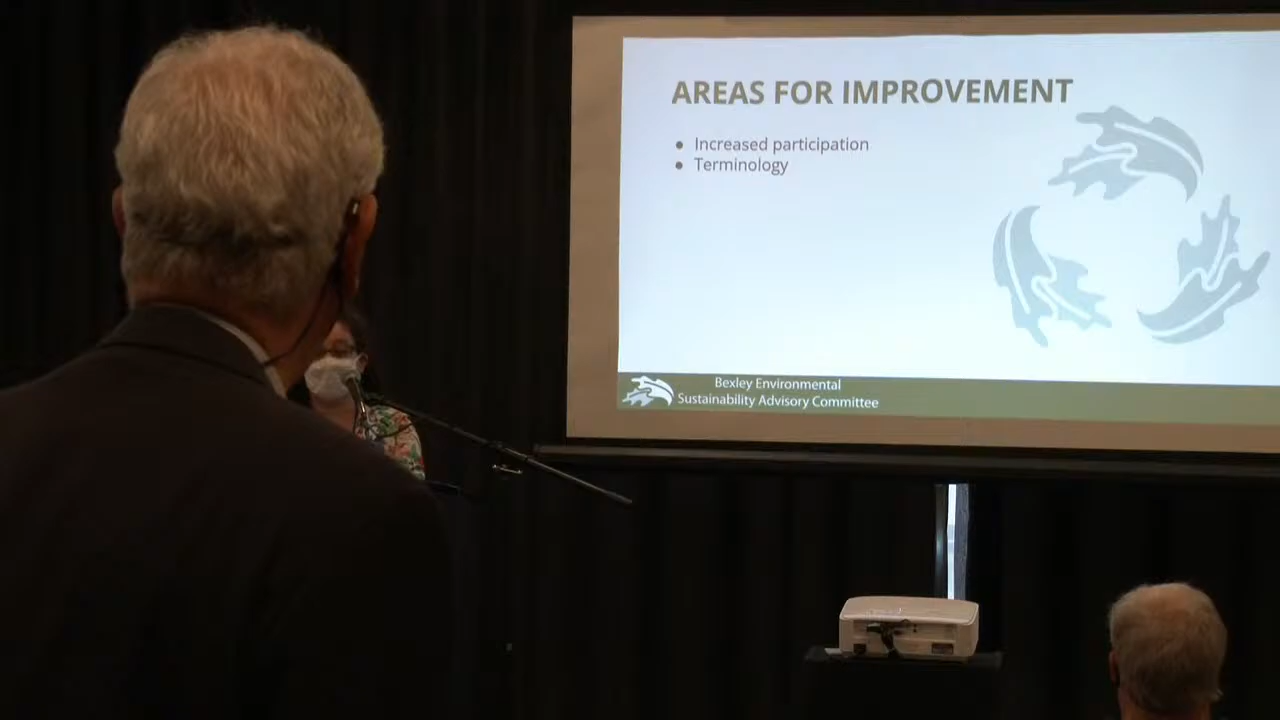 AREAS FOR IMPROVEMENT
● Increased participation
● Terminology
Bexley Environmental
Sustainability Advisory Committee